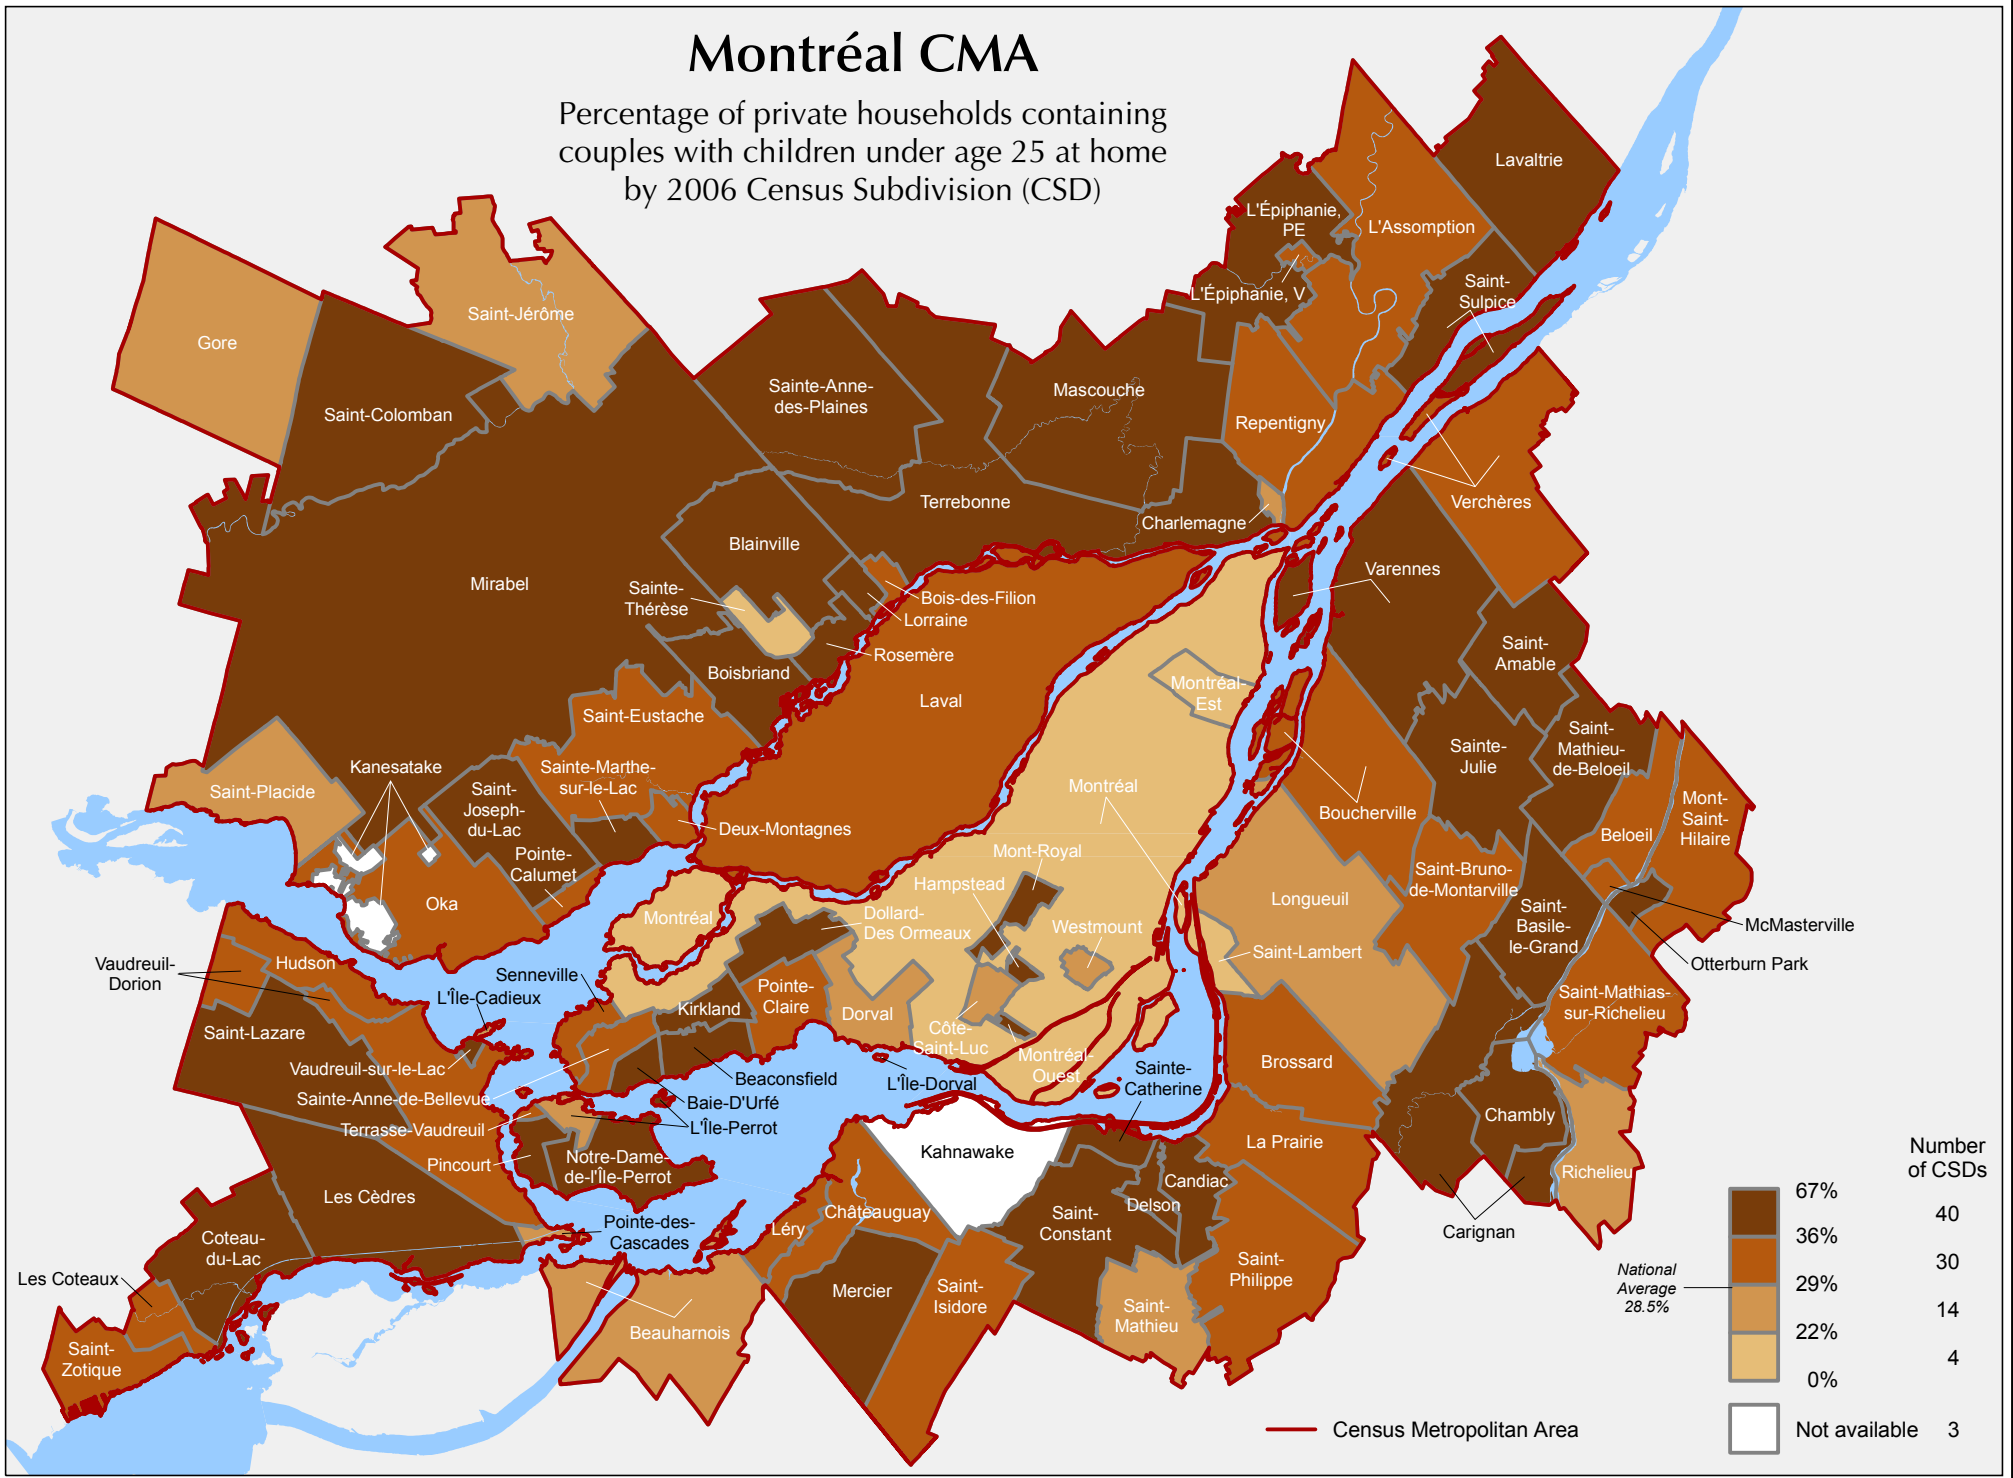 Montréal CMA
Percentage of private households containing
couples with children under age 25 at home
by 2006 Census Subdivision (CSD)
Lavaltrie
L'Épiphanie,
PE
L'Assomption
L'Épiphanie, V
Saint-
Sulpice
Saint-Jérôme
Gore
Saint-Colomban
Sainte-Anne-
des-Plaines
Mascouche
Repentigny
Verchères
Terrebonne
Charlemagne
Blainville
Varennes
Mirabel
Sainte-
Thérèse
Bois-des-Filion
Lorraine
Rosemère
Boisbriand
Saint-
Amable
Laval
Montréal-
Est
Saint-Eustache
Saint-
Mathieu-
de-Beloeil
Sainte-
Julie
Kanesatake
Sainte-Marthe-
sur-le-Lac
Saint-Placide
Saint-
Joseph-
du-Lac
Montréal
Boucherville
Mont-
Saint-
Hilaire
Deux-Montagnes
Beloeil
Pointe-
Calumet
Mont-Royal
Hampstead
Saint-Bruno-
de-Montarville
Oka
Montréal
Dollard-
Des Ormeaux
Westmount
Longueuil
Saint-
Basile-
le-Grand
McMasterville
Saint-Lambert
Otterburn Park
Vaudreuil-
Dorion
Hudson
Senneville
L'Île-Cadieux
Kirkland
Pointe-
Claire
Dorval
Saint-Mathias-
sur-Richelieu
Saint-Lazare
Côte-
Saint-Luc
Montréal-
Ouest
Brossard
Vaudreuil-sur-le-Lac
Beaconsfield
L'Île-Dorval
Sainte-
Catherine
Sainte-Anne-de-Bellevue
Baie-D'Urfé
L'Île-Perrot
Terrasse-Vaudreuil
Chambly
La Prairie
Kahnawake
Pincourt
Notre-Dame-
de-l'Île-Perrot
Richelieu
Candiac
Delson
Les Cèdres
Châteauguay
Léry
Saint-
Constant
Carignan
Pointe-des-
Cascades
Coteau-
du-Lac
Les Coteaux
Mercier
Saint-
Isidore
Saint-
Philippe
Saint-
Mathieu
Beauharnois
Saint-
Zotique
Number
of CSDs
67%
40
36%
30
National
Average
28.5%
29%
14
22%
4
0%
Census Metropolitan Area
Not available
3